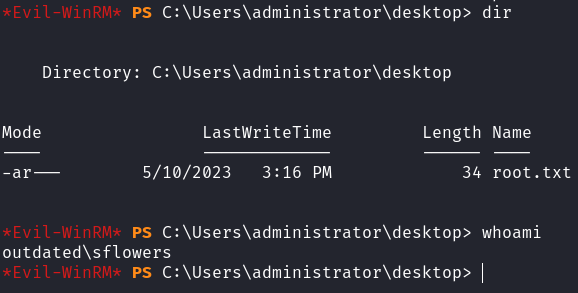 *Evil-WinRM* PS C:\Users\administrator\desktop> dir
Directory: C:\Users\administrator\desktop
Mode                LastWriteTime         Length Name
----                -------------         ------ ----
-ar---        5/10/2023   3:16 PM             34 root.txt
*Evil-WinRM* PS C:\Users\administrator\desktop> whoami
outdated\sflowers
*Evil-WinRM* PS C:\Users\administrator\desktop>